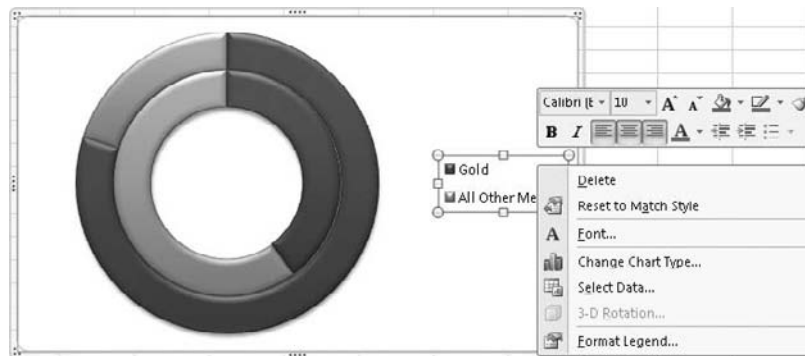 Calibri (E 10 A A
B I A
Gold
All Other Me
Delete
Reset to Match Style
A Font...
Change Chart Type...
Select Data...
3-D Rotation...
Format Legend...